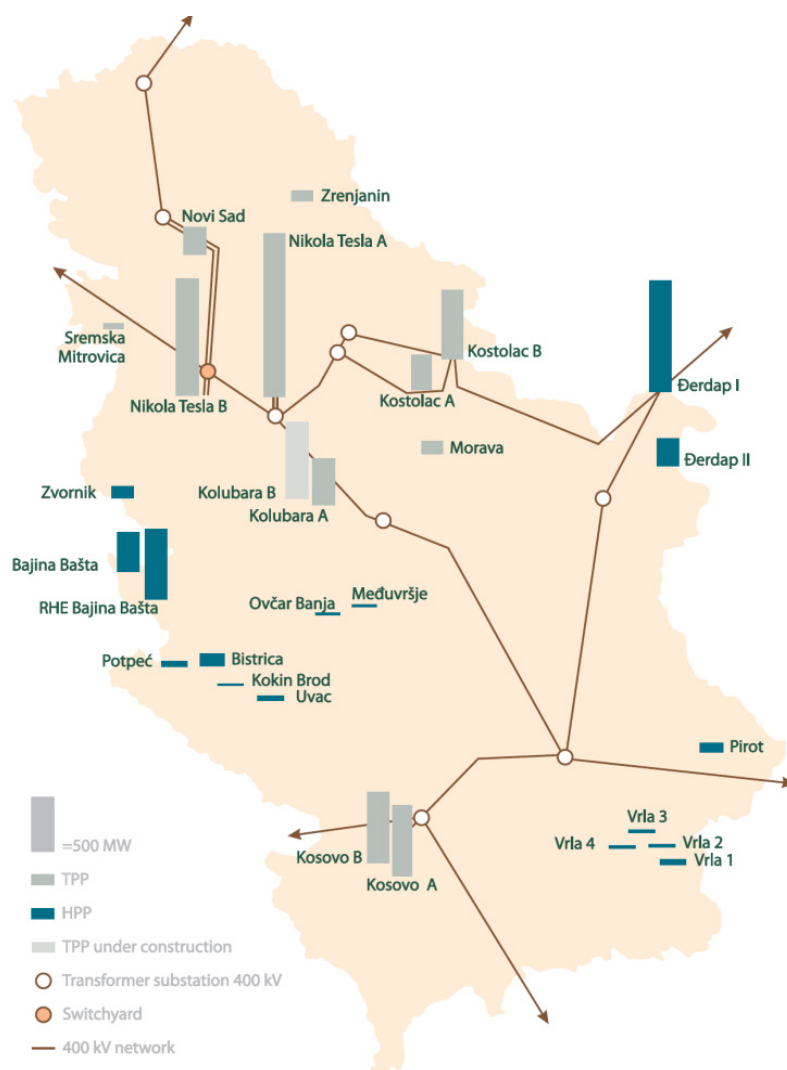 Zrenjanin
Novi Sad
Nikola Tesla A
Sremska
Mitrovica
Kostolac B
Đerdap I
Nikola Tesla B
Kostolac A
Morava
Đerdap II
Zvornik
Kolubara B
Kolubara A
Bajina Bašta
RHE Bajina Bašta
Ovčar Banja
Međuvršje
Potpeć
Bistrica
Kokin Brod
Uvac
Pirot
Vrla 3
Vrla 4
Vrla 2
Vrla 1
Kosovo B
Kosovo A
=500 MW
TPP
HPP
TPP under construction
Transformer substation 400 kV
Switchyard
400 kV network